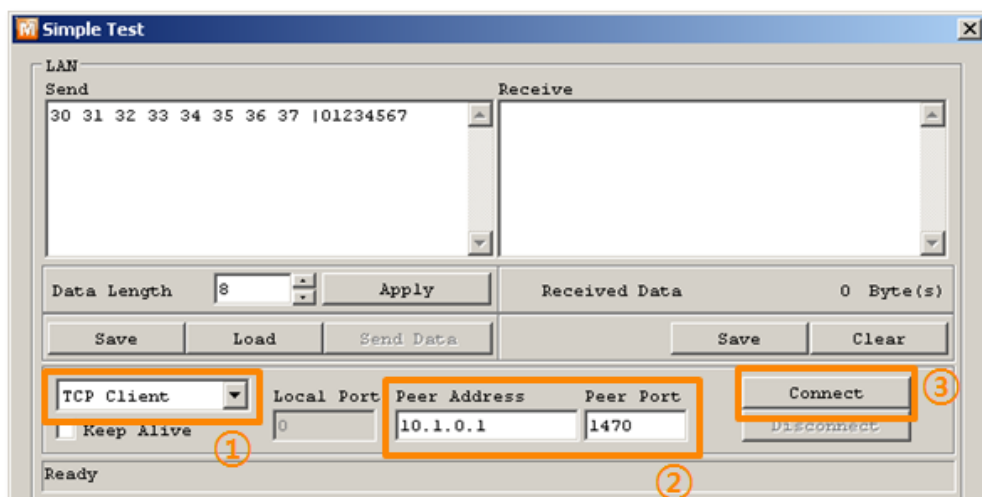 Simple Test
LAN
Send Receive
30 31 32 33 34 35 36 37 |01234567
Data Length 8 Apply Received Data 0 Byte(s)
Save Load Send Data Save Clear
TCP Client Local Port Peer Address Peer Port Connect ③
Keep Alive 0 10.1.0.1 1470 Disconnect
① ②
Ready